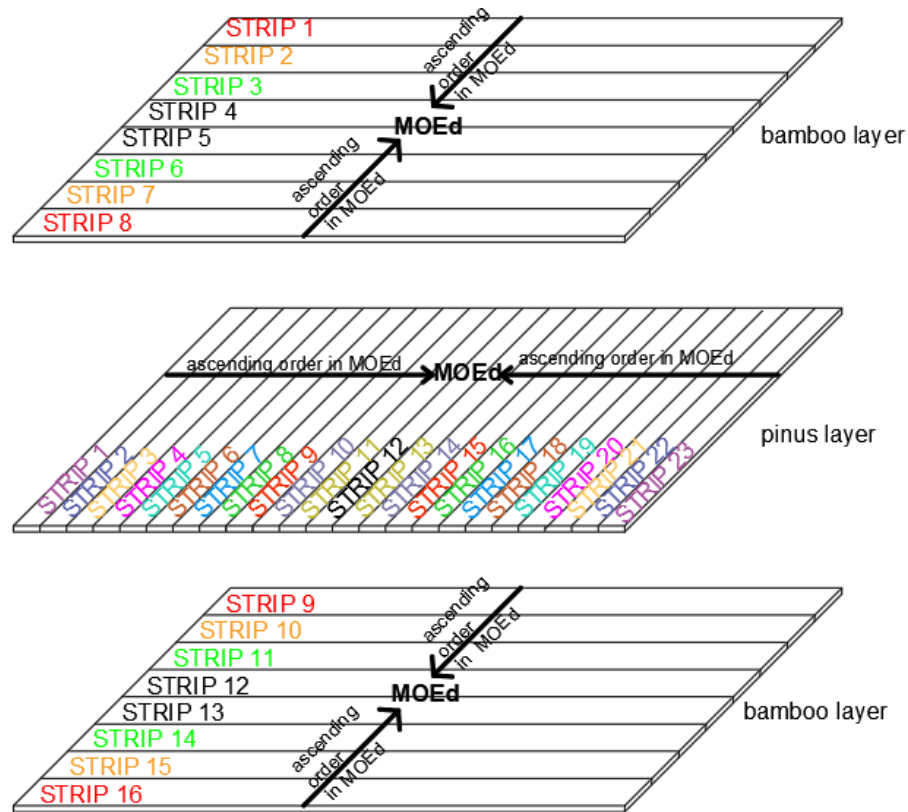 STRIP 1
STRIP 2
STRIP 3
STRIP 4
STRIP 5
STRIP 6
STRIP 7
STRIP 8
ascending
order
in MOEd
MOEd
ascending
order
in MOEd
bamboo layer
ascending order in MOEd
MOEd
ascending order in MOEd
STRIP 1
STRIP 2
STRIP 3
STRIP 4
STRIP 5
STRIP 6
STRIP 7
STRIP 8
STRIP 9
STRIP 10
STRIP 11
STRIP 12
STRIP 13
STRIP 14
STRIP 15
STRIP 16
STRIP 17
STRIP 18
STRIP 19
STRIP 20
STRIP 21
STRIP 22
STRIP 23
pinus layer
STRIP 9
STRIP 10
STRIP 11
STRIP 12
STRIP 13
STRIP 14
STRIP 15
STRIP 16
ascending
order
in MOEd
MOEd
ascending
order
in MOEd
bamboo layer